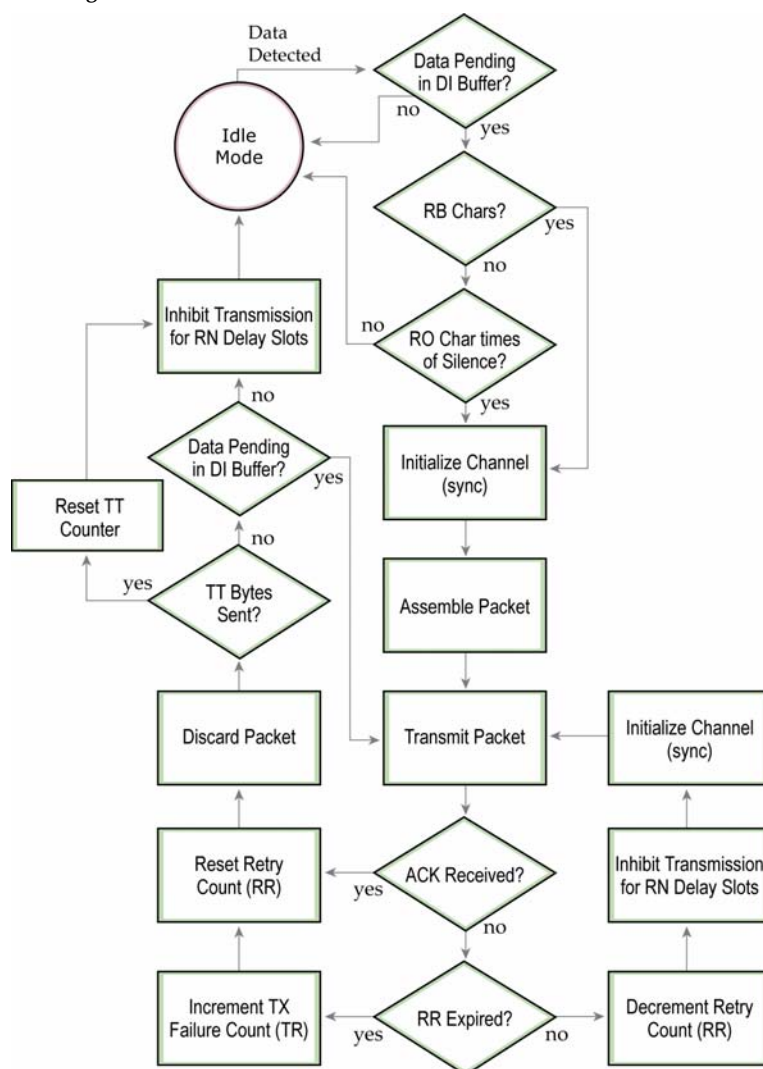 Data
Detected
Data Pending
in DI Buffer?
no
yes
Idle
Mode
RB Chars?
yes
no
Inhibit Transmission
for RN Delay Slots
no
RO Char times
of Silence?
yes
no
Data Pending
in DI Buffer?
yes
Initialize Channel
(sync)
Reset TT
Counter
no
yes
TT Bytes
Sent?
Assemble Packet
Discard Packet
Transmit Packet
Initialize Channel
(sync)
Reset Retry
Count (RR)
yes
ACK Received?
no
Inhibit Transmission
for RN Delay Slots
Increment TX
Failure Count (TR)
yes
RR Expired?
no
Decrement Retry
Count (RR)